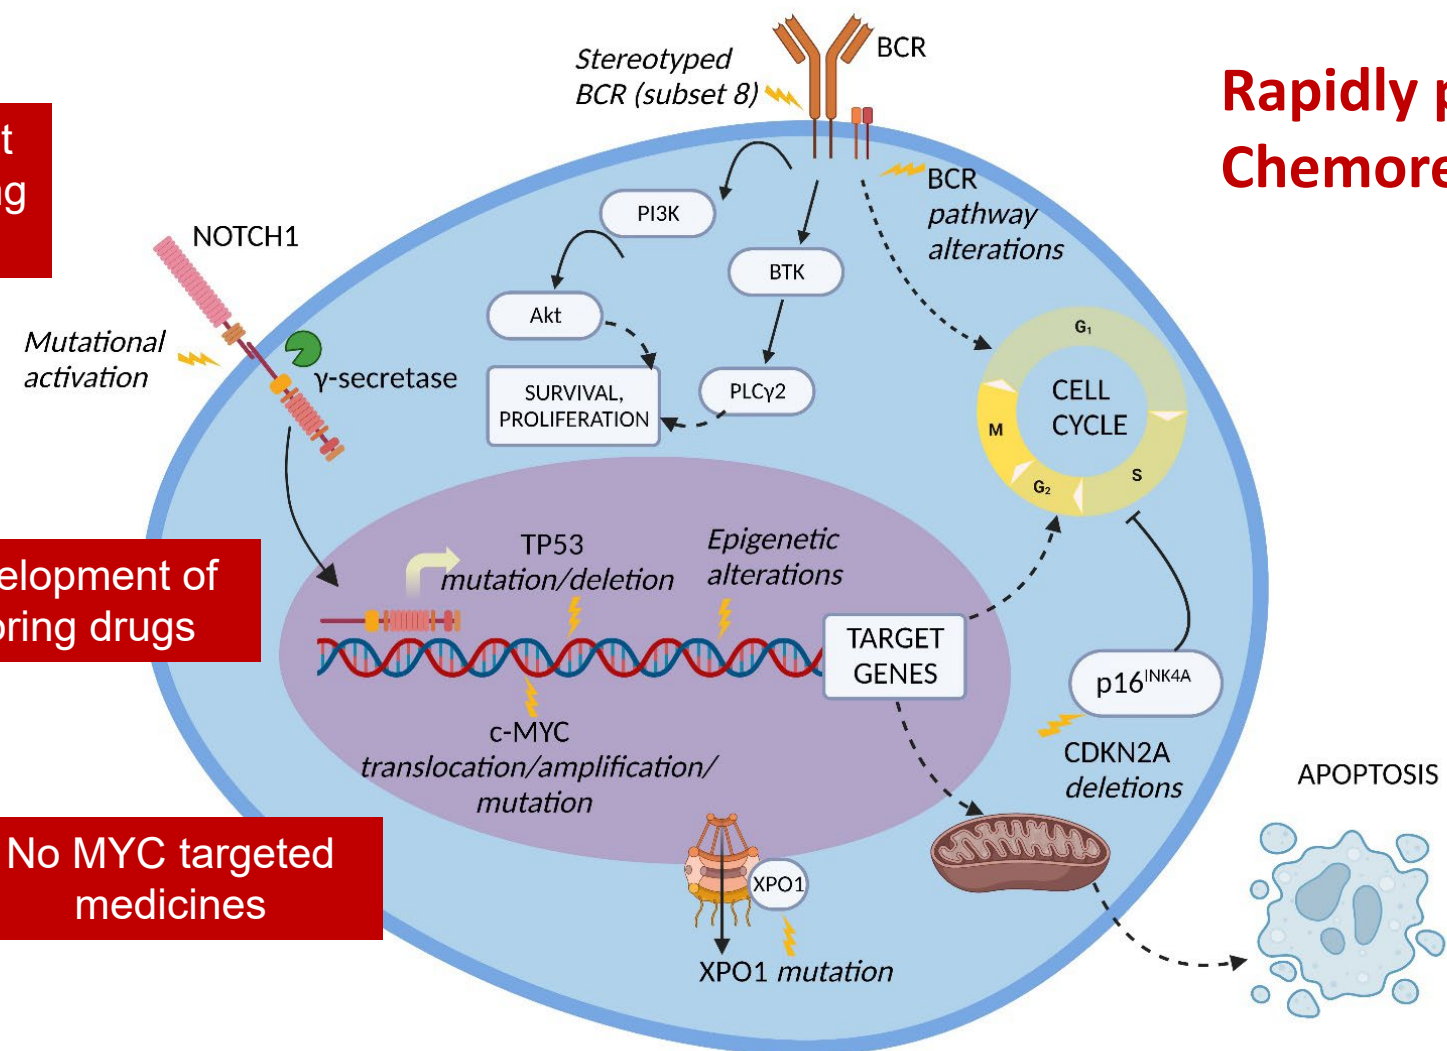 BCR
Stereotyped
BCR (subset 8)
Rapidly
Chemore
t
ng
NOTCH1
BCR
pathway
alterations
PI3K
BTK
Akt
Mutational
activation
γ-secretase
SURVIVAL,
PROLIFERATION
PLCγ2
G₁
CELL
CYCLE
M
S
G₂
TP53
mutation/deletion
Epigenetic
alterations
elopment of
oring drugs
TARGET
GENES
p16ᴵᴺᴷ⁴ᴬ
c-MYC
translocation/amplification/
mutation
CDKN2A
deletions
APOPTOSIS
No MYC targeted
medicines
XPO1
XPO1 mutation